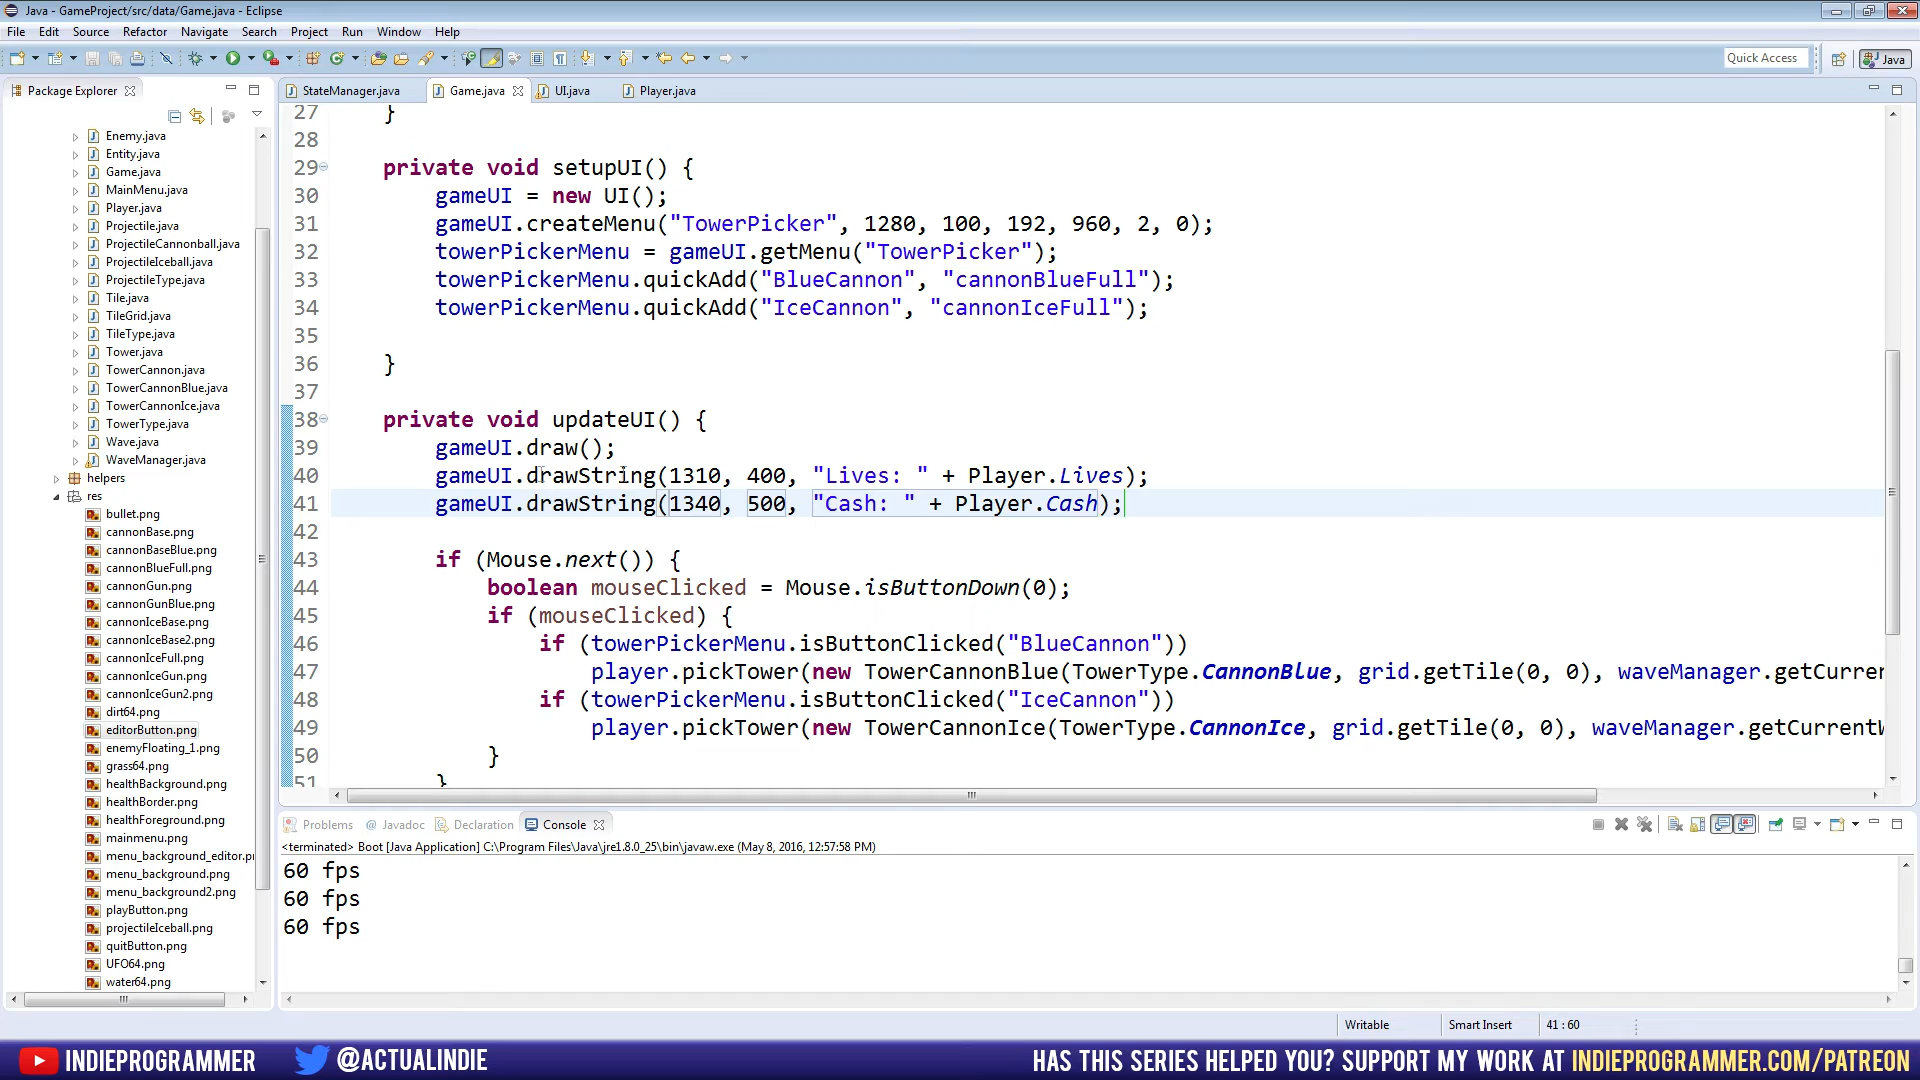 Java - GameProject/src/data/Game.java - Eclipse
File Edit Source Refactor Navigate Search Project Run Window Help
Quick Access
Java
Package Explorer
StateManager.java Game.java UI.java Player.java
Enemy.java
Entity.java
Game.java
MainMenu.java
Player.java
Projectile.java
ProjectileCannonball.java
ProjectileIceball.java
ProjectileType.java
Tile.java
TileGrid.java
TileType.java
Tower.java
TowerCannon.java
TowerCannonBlue.java
TowerCannonIce.java
TowerType.java
Wave.java
WaveManager.java
helpers
res
bullet.png
cannonBase.png
cannonBaseBlue.png
cannonBlueFull.png
cannonGun.png
cannonGunBlue.png
cannonIceBase.png
cannonIceBase2.png
cannonIceFull.png
cannonIceGun.png
cannonIceGun2.png
dirt64.png
editorButton.png
enemyFloating_1.png
grass64.png
healthBackground.png
healthBorder.png
healthForeground.png
mainmenu.png
menu_background_editor.pr
menu_background.png
menu_background2.png
playButton.png
projectileIceball.png
quitButton.png
UFO64.png
water64.png
27 }
28
29 private void setupUI() {
30 gameUI = new UI();
31 gameUI.createMenu("TowerPicker", 1280, 100, 192, 960, 2, 0);
32 towerPickerMenu = gameUI.getMenu("TowerPicker");
33 towerPickerMenu.quickAdd("BlueCannon", "cannonBlueFull");
34 towerPickerMenu.quickAdd("IceCannon", "cannonIceFull");
35
36 }
37
38 private void updateUI() {
39 gameUI.draw();
40 gameUI.drawString(1310, 400, "Lives: " + Player.Lives);
41 gameUI.drawString(1340, 500, "Cash: " + Player.Cash);
42
43 if (Mouse.next()) {
44 boolean mouseClicked = Mouse.isButtonDown(0);
45 if (mouseClicked) {
46 if (towerPickerMenu.isButtonClicked("BlueCannon"))
47 player.pickTower(new TowerCannonBlue(TowerType.CannonBlue, grid.getTile(0, 0), waveManager.getCurren
48 if (towerPickerMenu.isButtonClicked("IceCannon"))
49 player.pickTower(new TowerCannonIce(TowerType.CannonIce, grid.getTile(0, 0), waveManager.getCurrentW
50 }
51 }
Problems @ Javadoc Declaration Console
<terminated> Boot [Java Application] C:\Program Files\Java\jre1.8.0_25\bin\javaw.exe (May 8, 2016, 12:57:58 PM)
60 fps
60 fps
60 fps
Writable Smart Insert 41 : 60
INDIEPROGRAMMER @ACTUALINDIE HAS THIS SERIES HELPED YOU? SUPPORT MY WORK AT INDIEPROGRAMMER.COM/PATREON